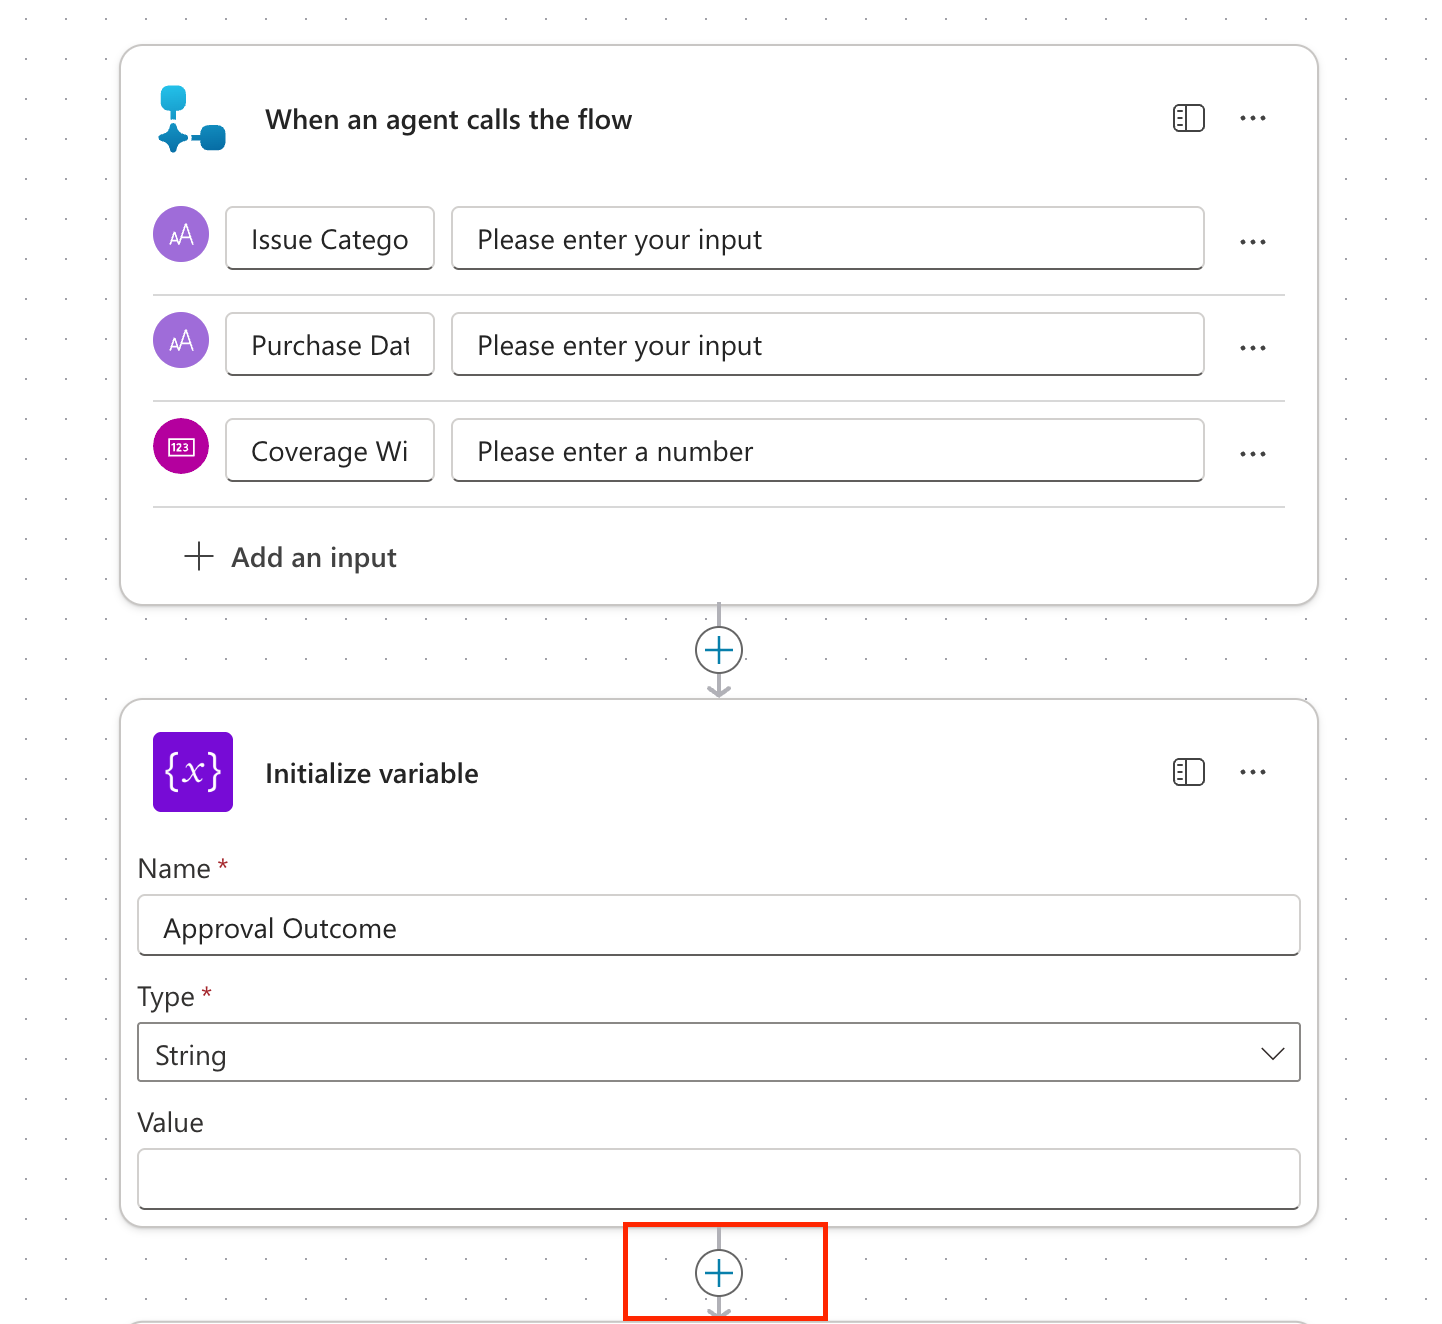 When an agent calls the flow
AA Issue Catego Please enter your input
AA Purchase Dat Please enter your input
123 Coverage Wi Please enter a number
Add an input
{x} Initialize variable
Name *
Approval Outcome
Type *
String
Value